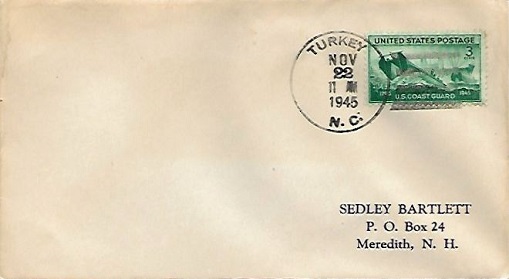 TURKEY
NOV
22
11 AM
1945
N. C.
UNITED STATES POSTAGE
3
CENTS
U.S. COAST GUARD
1945
SEDLEY BARTLETT
P. O. Box 24
Meredith, N. H.